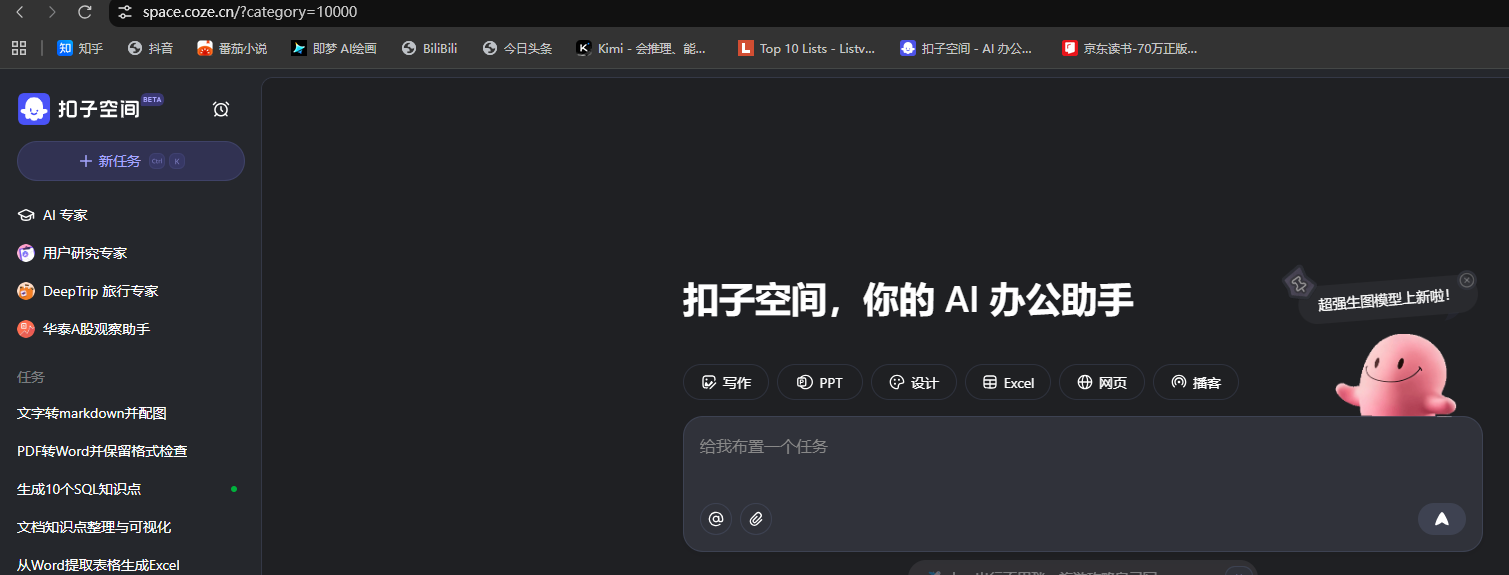 space.coze.cn/?category=10000
知 知乎 抖音 番茄小说 即梦 AI绘画 BiliBili 今日头条 K Kimi - 会推理、能... L Top 10 Lists - Listv... 扣子空间 - AI 办公... 京东读书-70万正版...
扣子空间 BETA
+ 新任务 Ctrl K
AI 专家
用户研究专家
DeepTrip 旅行专家
华泰A股观察助手
任务
文字转markdown并配图
PDF转Word并保留格式检查
生成10个SQL知识点
文档知识点整理与可视化
从Word提取表格生成Excel
扣子空间，你的 AI 办公助手
超强生图模型上新啦!
写作 PPT 设计 Excel 网页 播客
给我布置一个任务
@